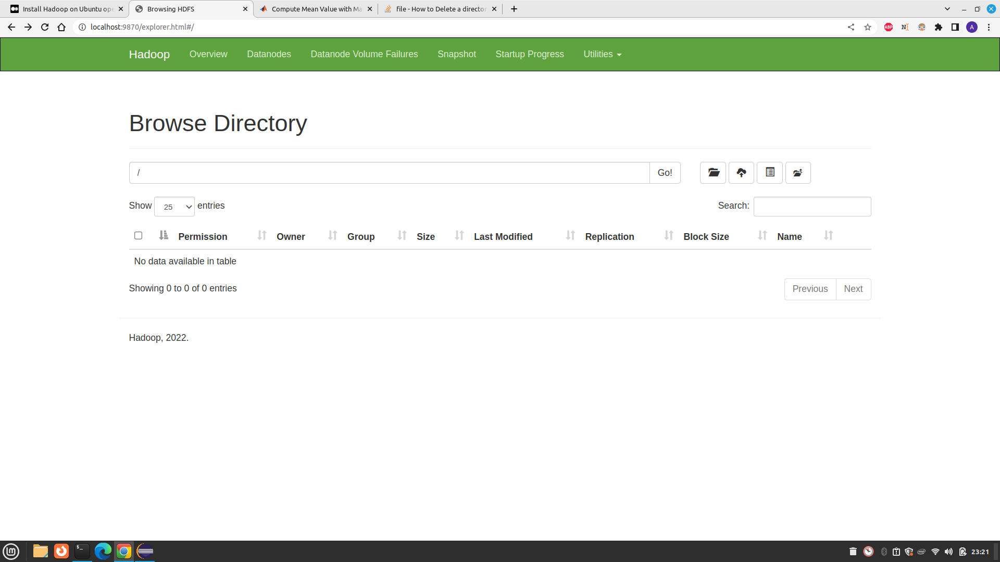 Install Hadoop on Ubuntu ope
Browsing HDFS
Compute Mean Value with Ma
file - How to Delete a director
localhost:9870/explorer.html#/
ABP
N
A
Hadoop
Overview
Datanodes
Datanode Volume Failures
Snapshot
Startup Progress
Utilities
Browse Directory
/
Go!
Show 25 entries
Search:
Permission
Owner
Group
Size
Last Modified
Replication
Block Size
Name
No data available in table
Showing 0 to 0 of 0 entries
Previous
Next
Hadoop, 2022.
$_
intel
23:21